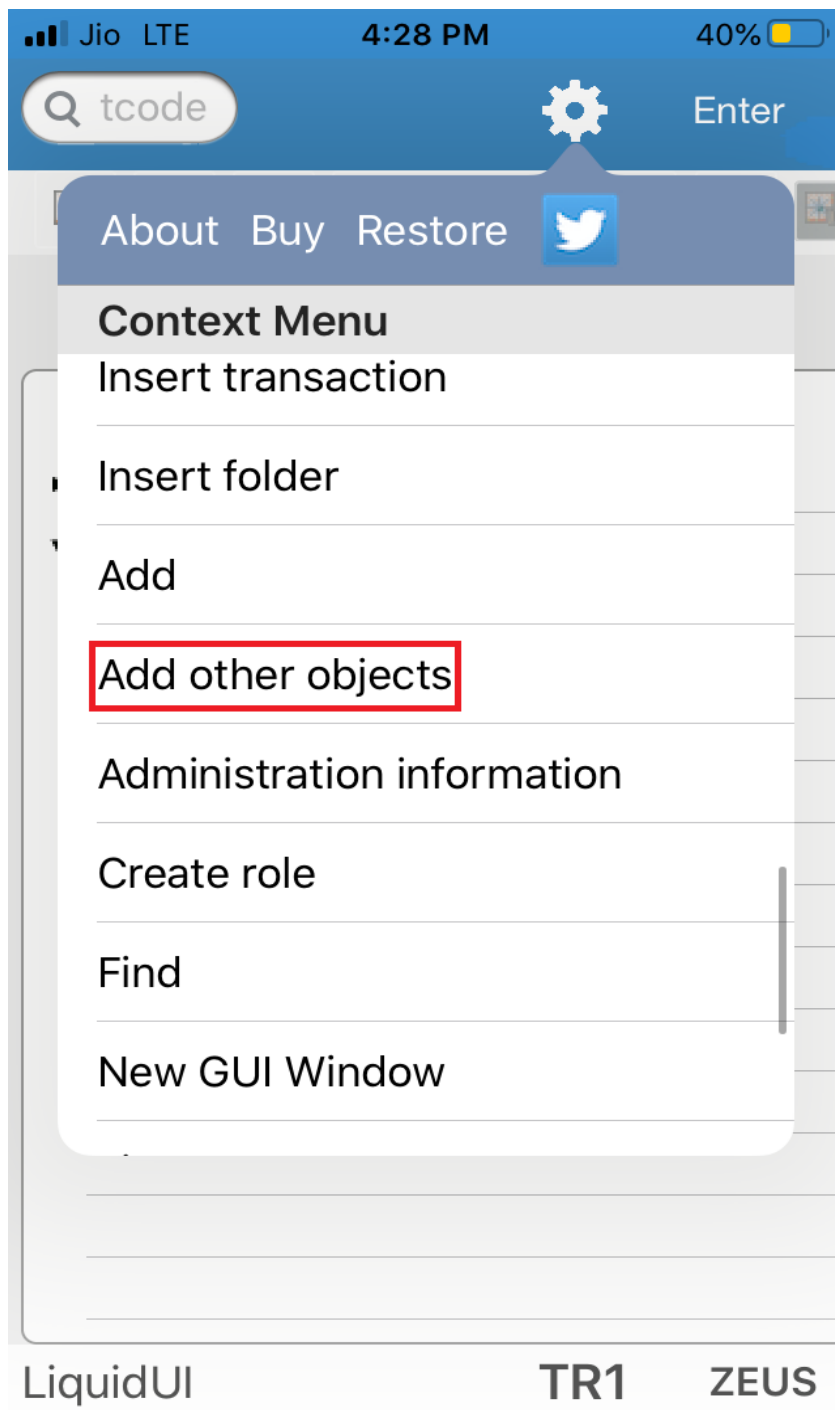 Jio LTE 4:28 PM 40%
tcode Enter
About Buy Restore
Context Menu
Insert transaction
Insert folder
Add
Add other objects
Administration information
Create role
Find
New GUI Window
LiquidUI TR1 ZEUS